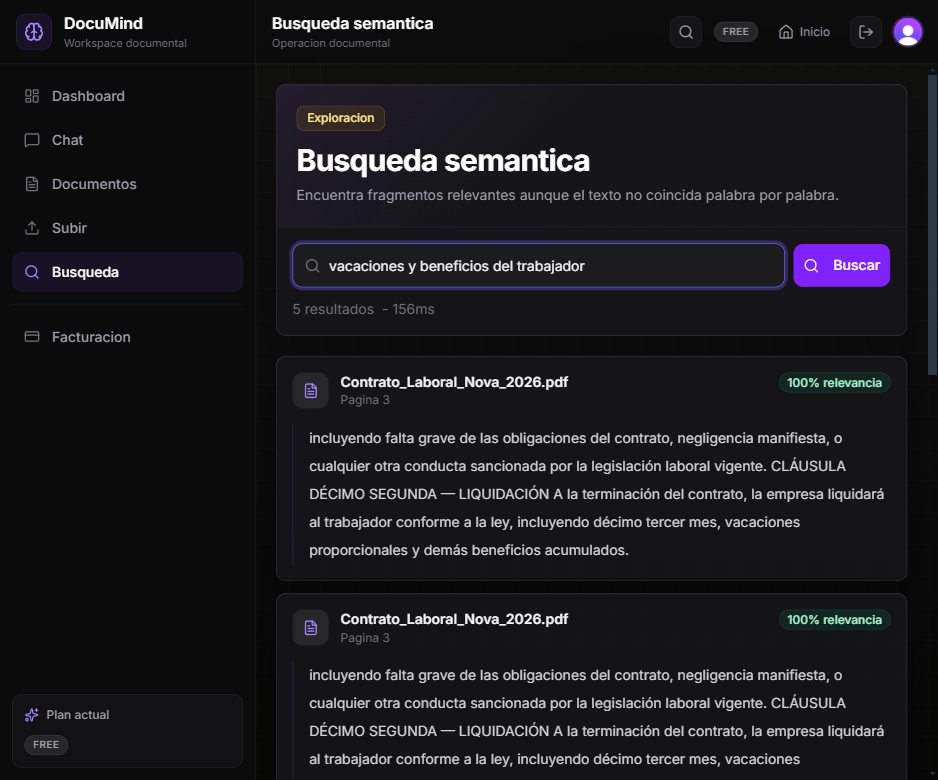 DocuMind
Workspace documental
Dashboard
Chat
Documentos
Subir
Busqueda
Facturacion
Plan actual
FREE
Busqueda semantica
Operacion documental
FREE
Inicio
Exploracion
Busqueda semantica
Encuentra fragmentos relevantes aunque el texto no coincida palabra por palabra.
vacaciones y beneficios del trabajador
Buscar
5 resultados - 156ms
Contrato_Laboral_Nova_2026.pdf
100% relevancia
Pagina 3
incluyendo falta grave de las obligaciones del contrato, negligencia manifiesta, o
cualquier otra conducta sancionada por la legislación laboral vigente. CLÁUSULA
DÉCIMO SEGUNDA — LIQUIDACIÓN A la terminación del contrato, la empresa liquidará
al trabajador conforme a la ley, incluyendo décimo tercer mes, vacaciones
proporcionales y demás beneficios acumulados.
Contrato_Laboral_Nova_2026.pdf
100% relevancia
Pagina 3
incluyendo falta grave de las obligaciones del contrato, negligencia manifiesta, o
cualquier otra conducta sancionada por la legislación laboral vigente. CLÁUSULA
DÉCIMO SEGUNDA — LIQUIDACIÓN A la terminación del contrato, la empresa liquidará
al trabajador conforme a la ley, incluyendo décimo tercer mes, vacaciones